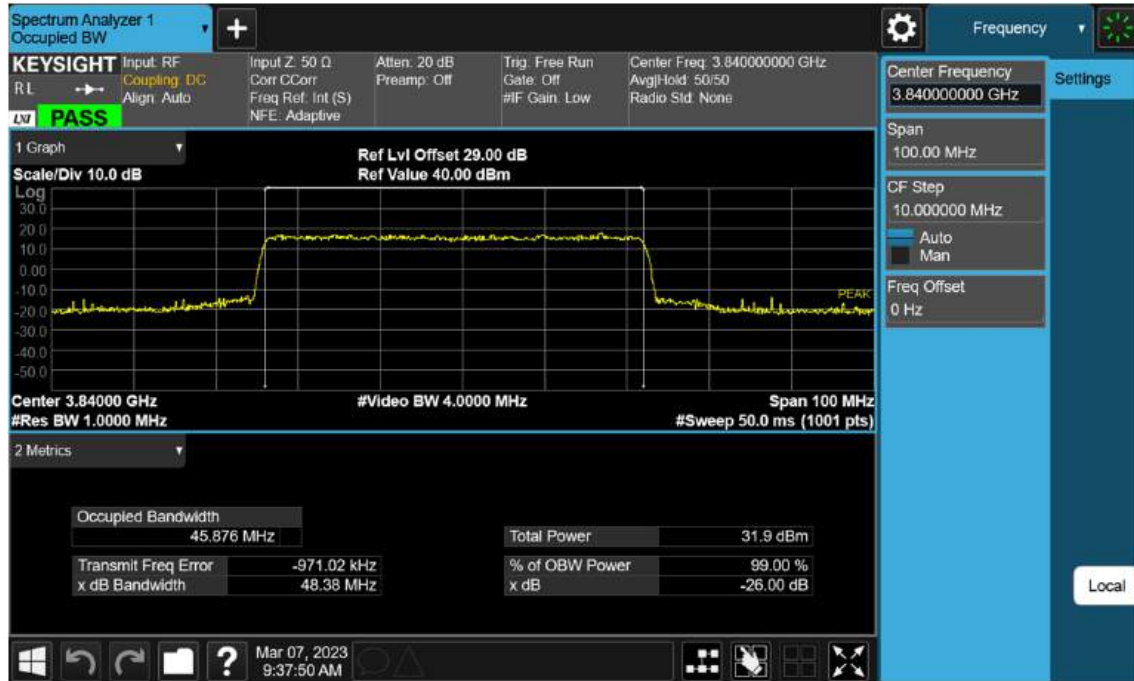 Spectrum Analyzer 1
Occupied BW
Frequency
KEYSIGHT
RL
LXI PASS
Input: RF
Coupling: DC
Align: Auto
Input Z: 50 Ω
Corr CCorr
Freq Ref: Int (S)
NFE: Adaptive
Atten: 20 dB
Preamp: Off
Trig: Free Run
Gate: Off
#IF Gain: Low
Center Freq: 3.840000000 GHz
Avg|Hold: 50/50
Radio Std: None
Center Frequency
3.840000000 GHz
Settings
Span
100.00 MHz
CF Step
10.000000 MHz
Auto
Man
Freq Offset
0 Hz
Local
1 Graph
Scale/Div 10.0 dB
Ref Lvl Offset 29.00 dB
Ref Value 40.00 dBm
Log
30.0
20.0
10.0
0.00
-10.0
-20.0
-30.0
-40.0
-50.0
PEAK
Center 3.84000 GHz
#Res BW 1.0000 MHz
#Video BW 4.0000 MHz
Span 100 MHz
#Sweep 50.0 ms (1001 pts)
2 Metrics
Occupied Bandwidth
45.876 MHz
Total Power 31.9 dBm
Transmit Freq Error -971.02 kHz
% of OBW Power 99.00 %
x dB Bandwidth 48.38 MHz
x dB -26.00 dB
?
Mar 07, 2023
9:37:50 AM